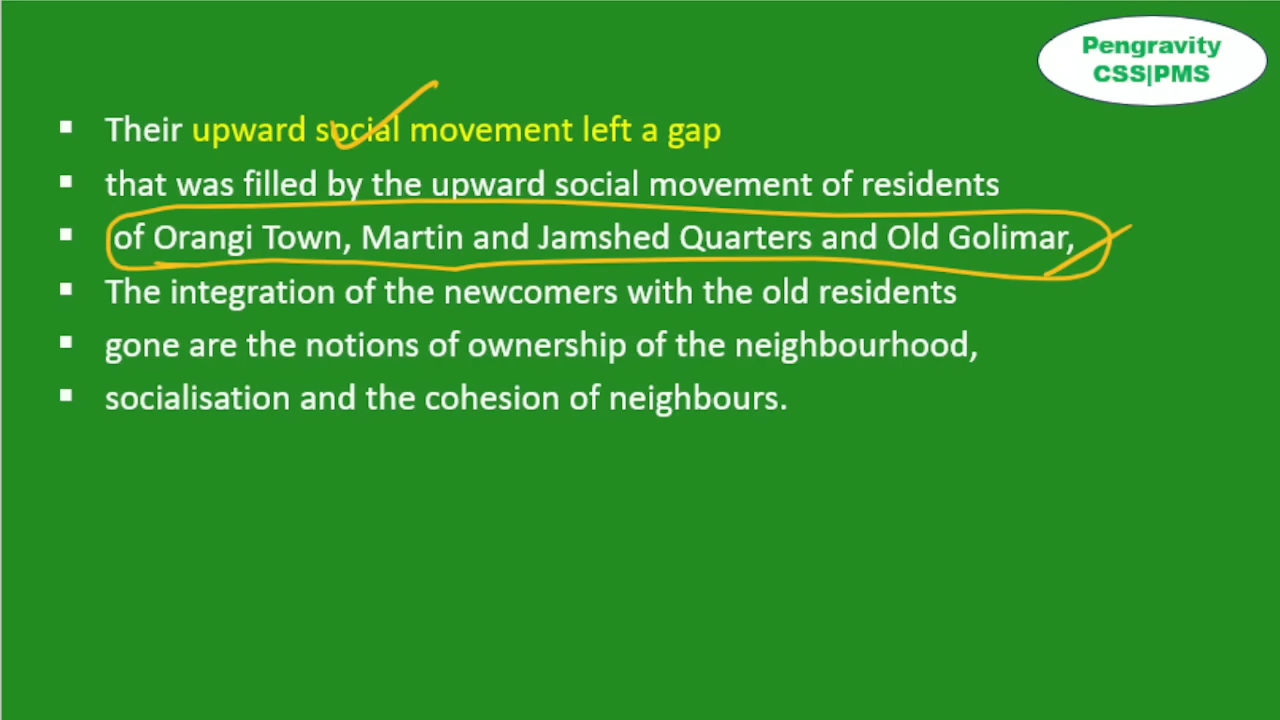 Pengravity
CSS|PMS
Their upward social movement left a gap
that was filled by the upward social movement of residents
of Orangi Town, Martin and Jamshed Quarters and Old Golimar,
The integration of the newcomers with the old residents
gone are the notions of ownership of the neighbourhood,
socialisation and the cohesion of neighbours.